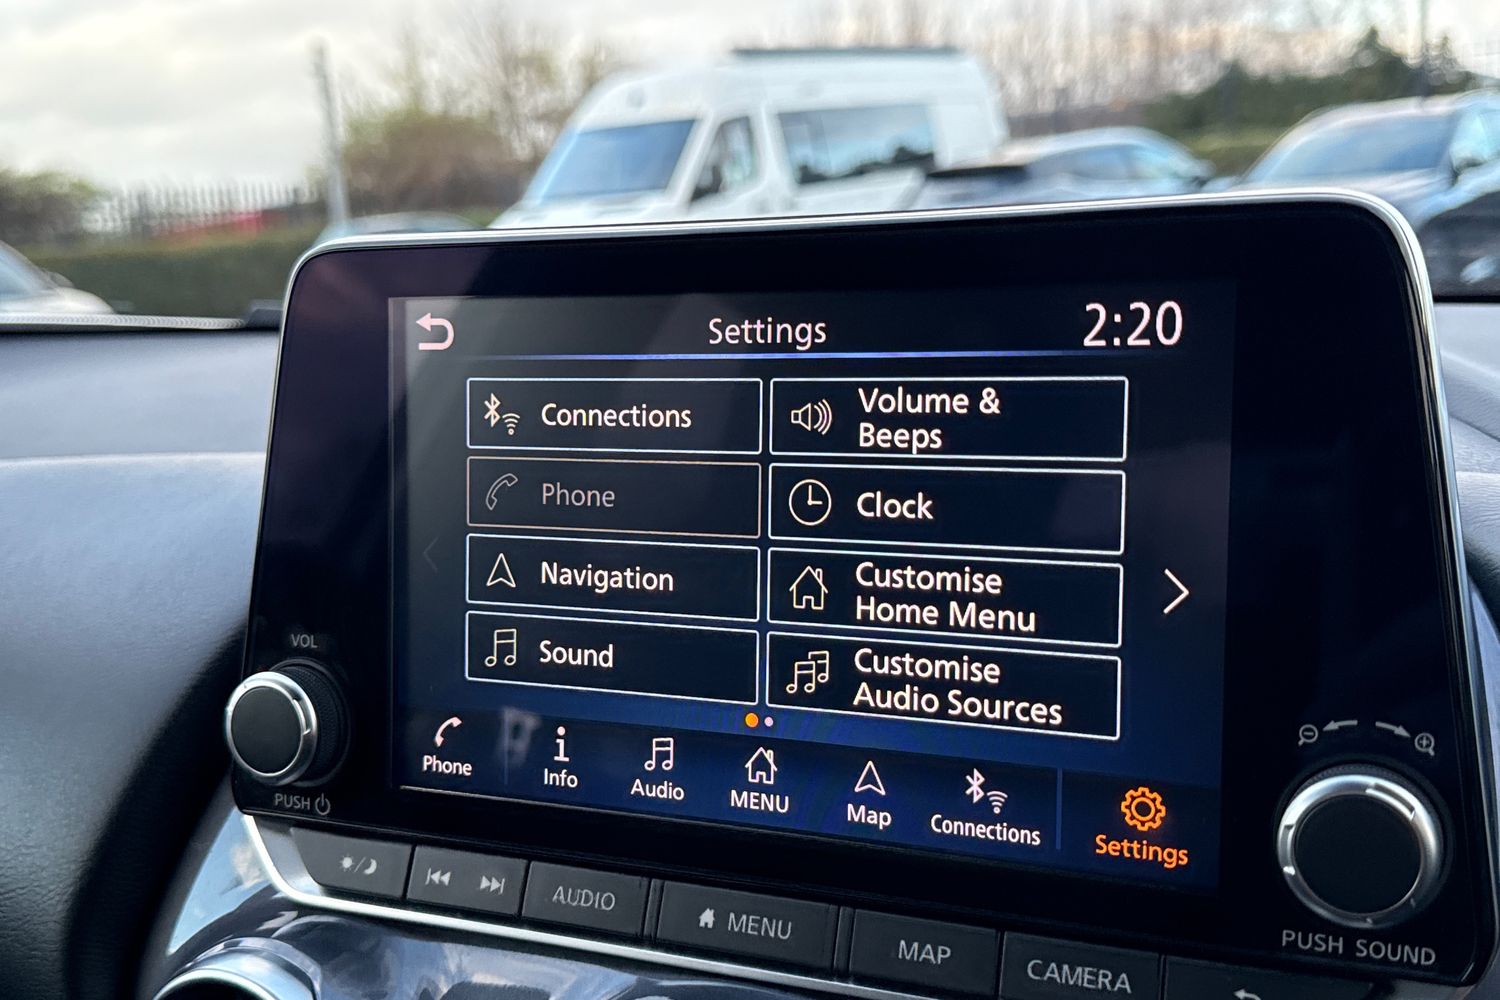 Settings
2:20
Connections
Volume &
Beeps
Phone
Clock
Navigation
Customise
Home Menu
Sound
Customise
Audio Sources
Phone
Info
Audio
MENU
Map
Connections
Settings
VOL
PUSH
PUSH SOUND
AUDIO
MENU
MAP
CAMERA